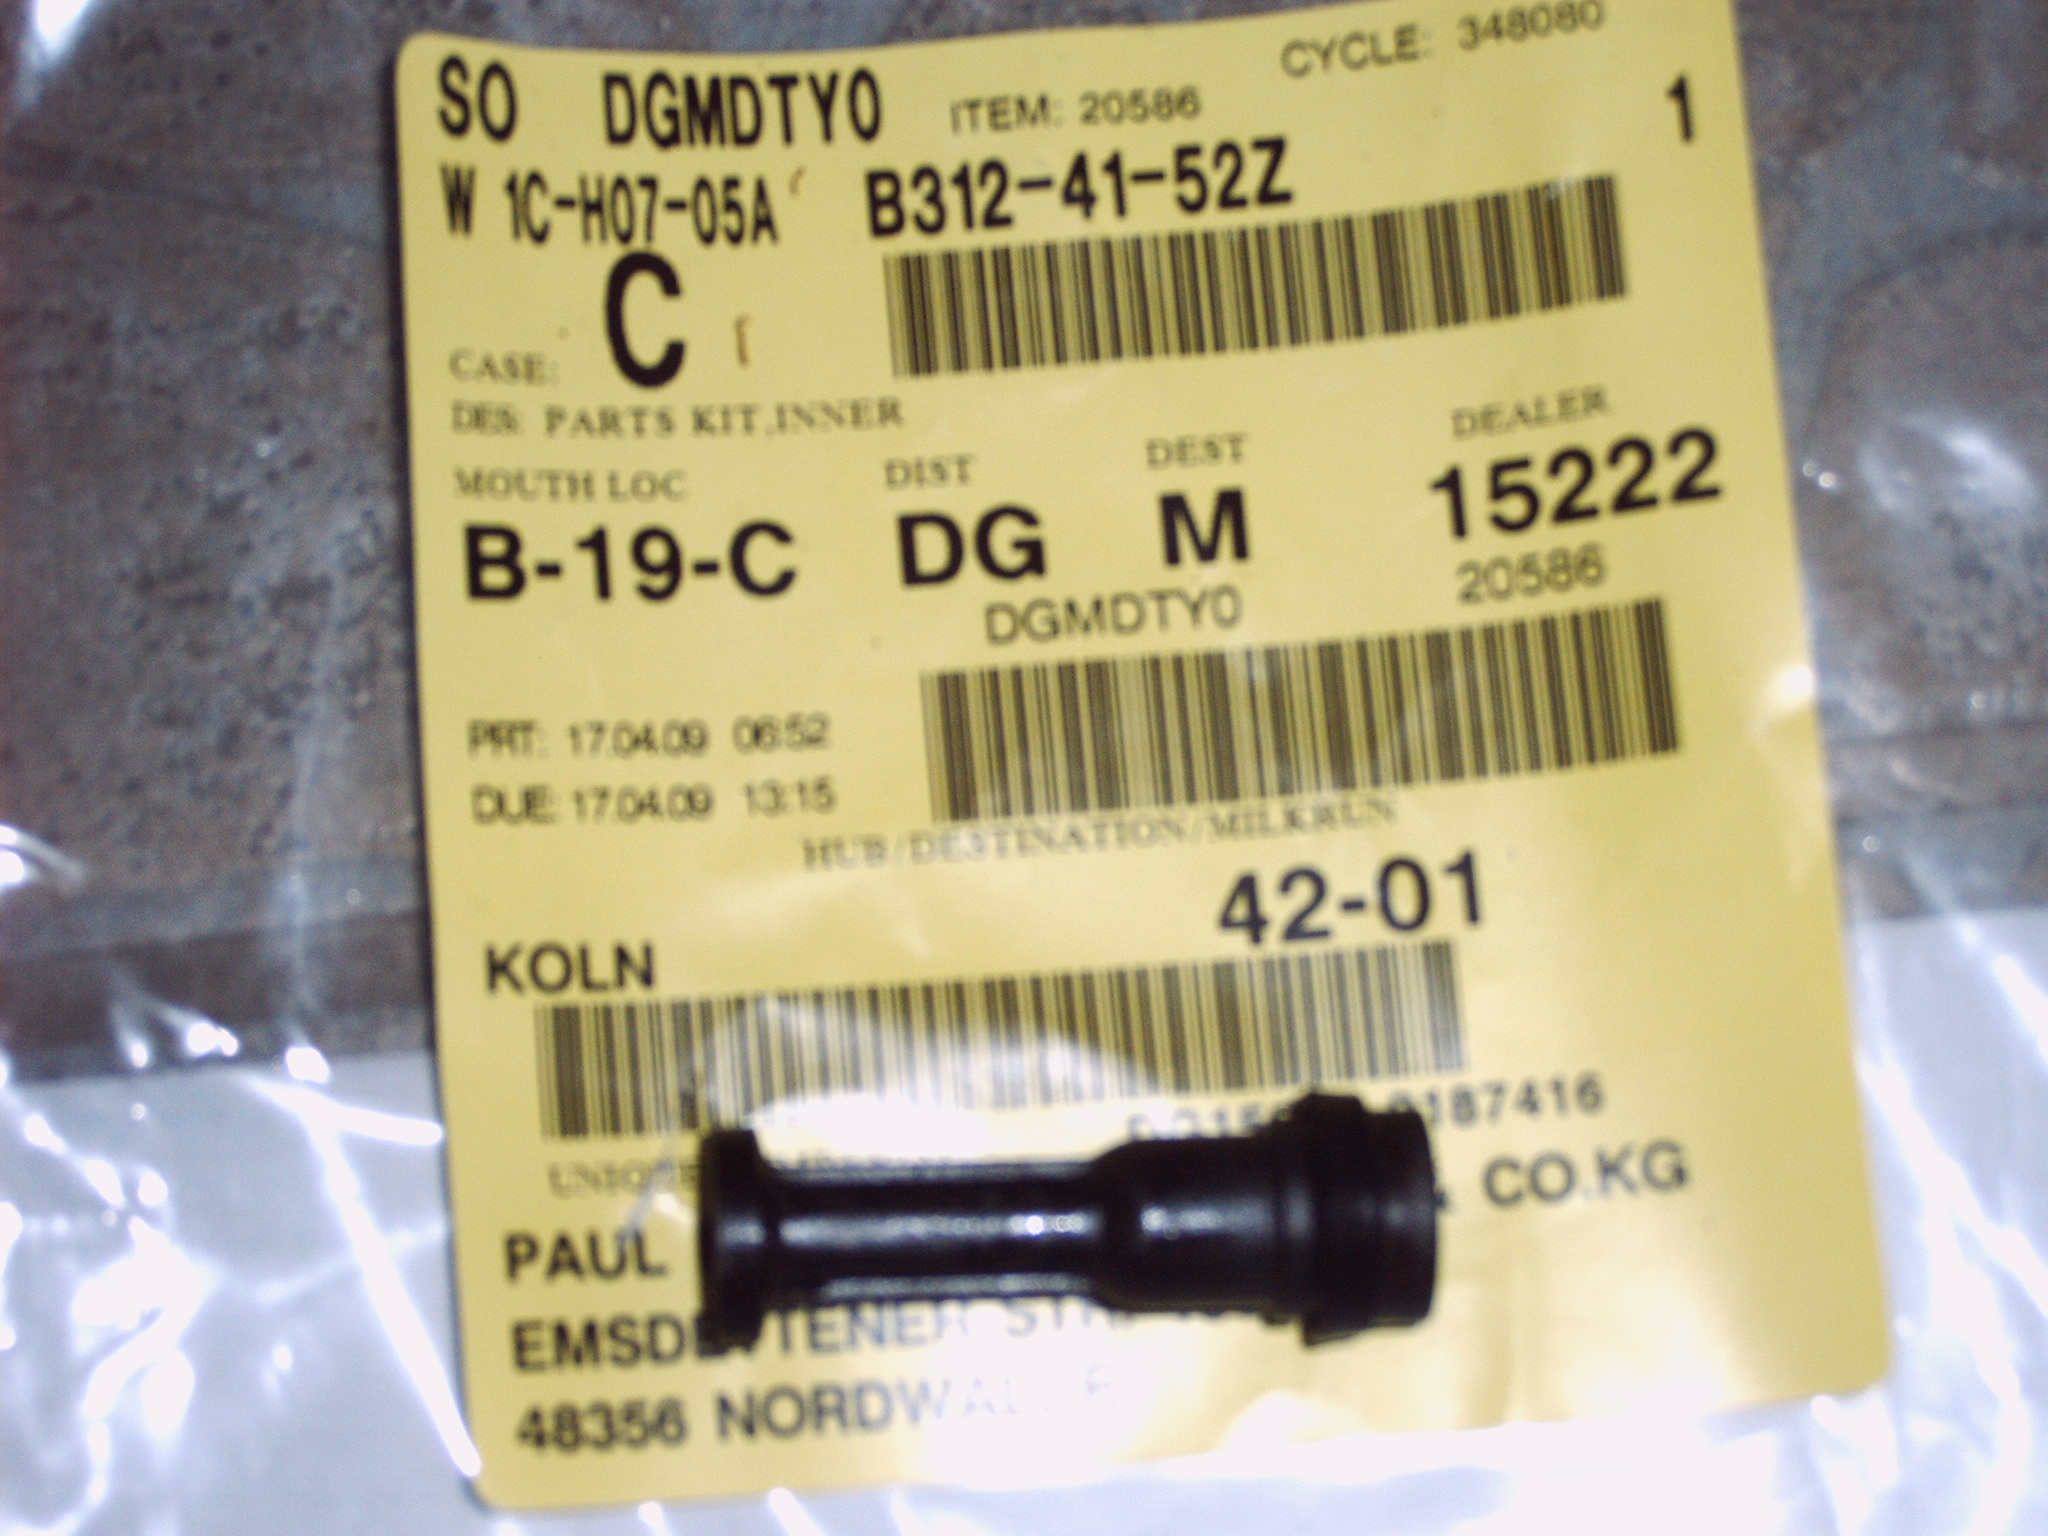 SO DGMDTY0 ITEM: 20586 CYCLE: 348080
W 1C-H07-05A B312-41-52Z 1
CASE: C
DES: PARTS KIT,INNER
MOUTH LOC DIST DEST DEALER
B-19-C DG M 15222
DGMDTY0 20586
PRT: 17.04.09 06:52
DUE: 17.04.09 13:15
HUB/DESTINATION/MILKRUN
KOLN 42-01
PAUL CO.KG
48356